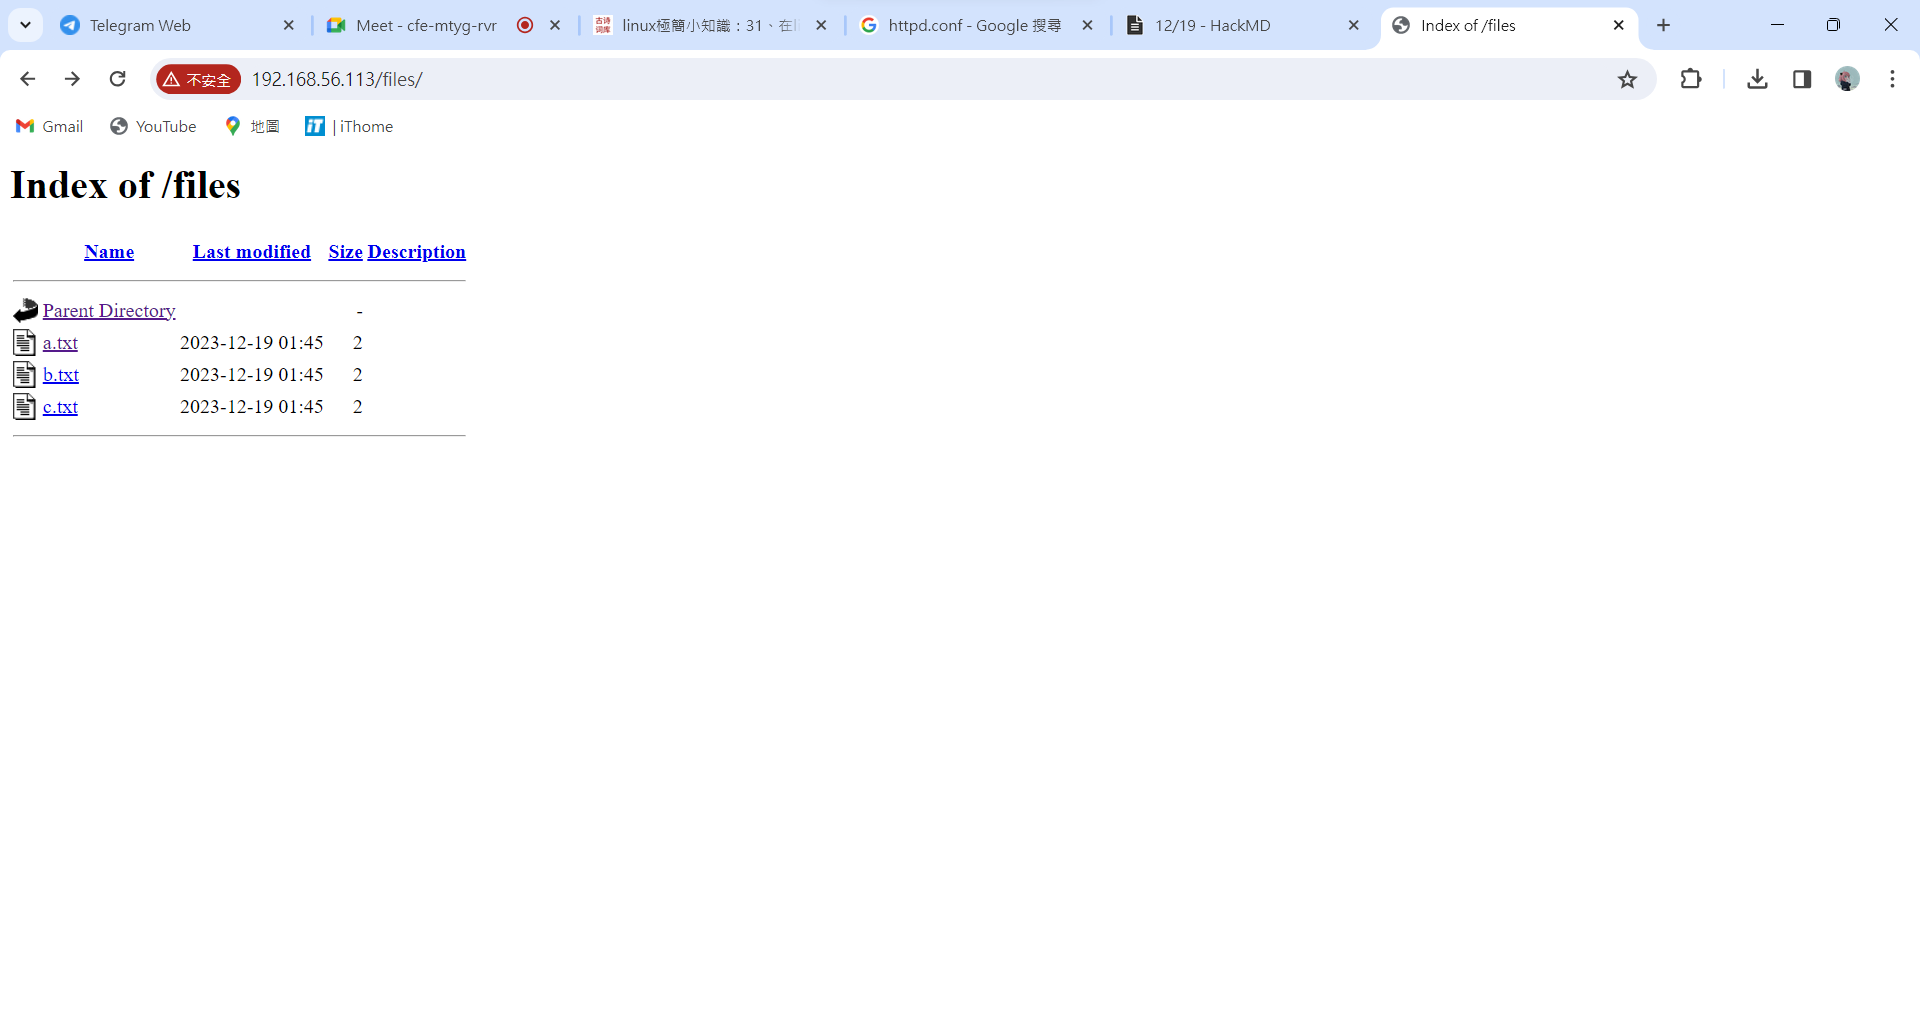 Telegram Web
Meet - cfe-mtyg-rvr
linux極簡小知識：31、在li
httpd.conf - Google 搜尋
12/19 - HackMD
Index of /files
不安全 192.168.56.113/files/
Gmail YouTube 地圖 iT | iThome
Index of /files
Name Last modified Size Description
Parent Directory -
a.txt 2023-12-19 01:45 2
b.txt 2023-12-19 01:45 2
c.txt 2023-12-19 01:45 2